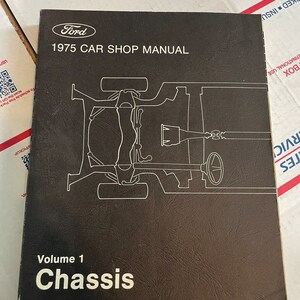 Ford
1975 CAR SHOP MANUAL
Volume 1
Chassis